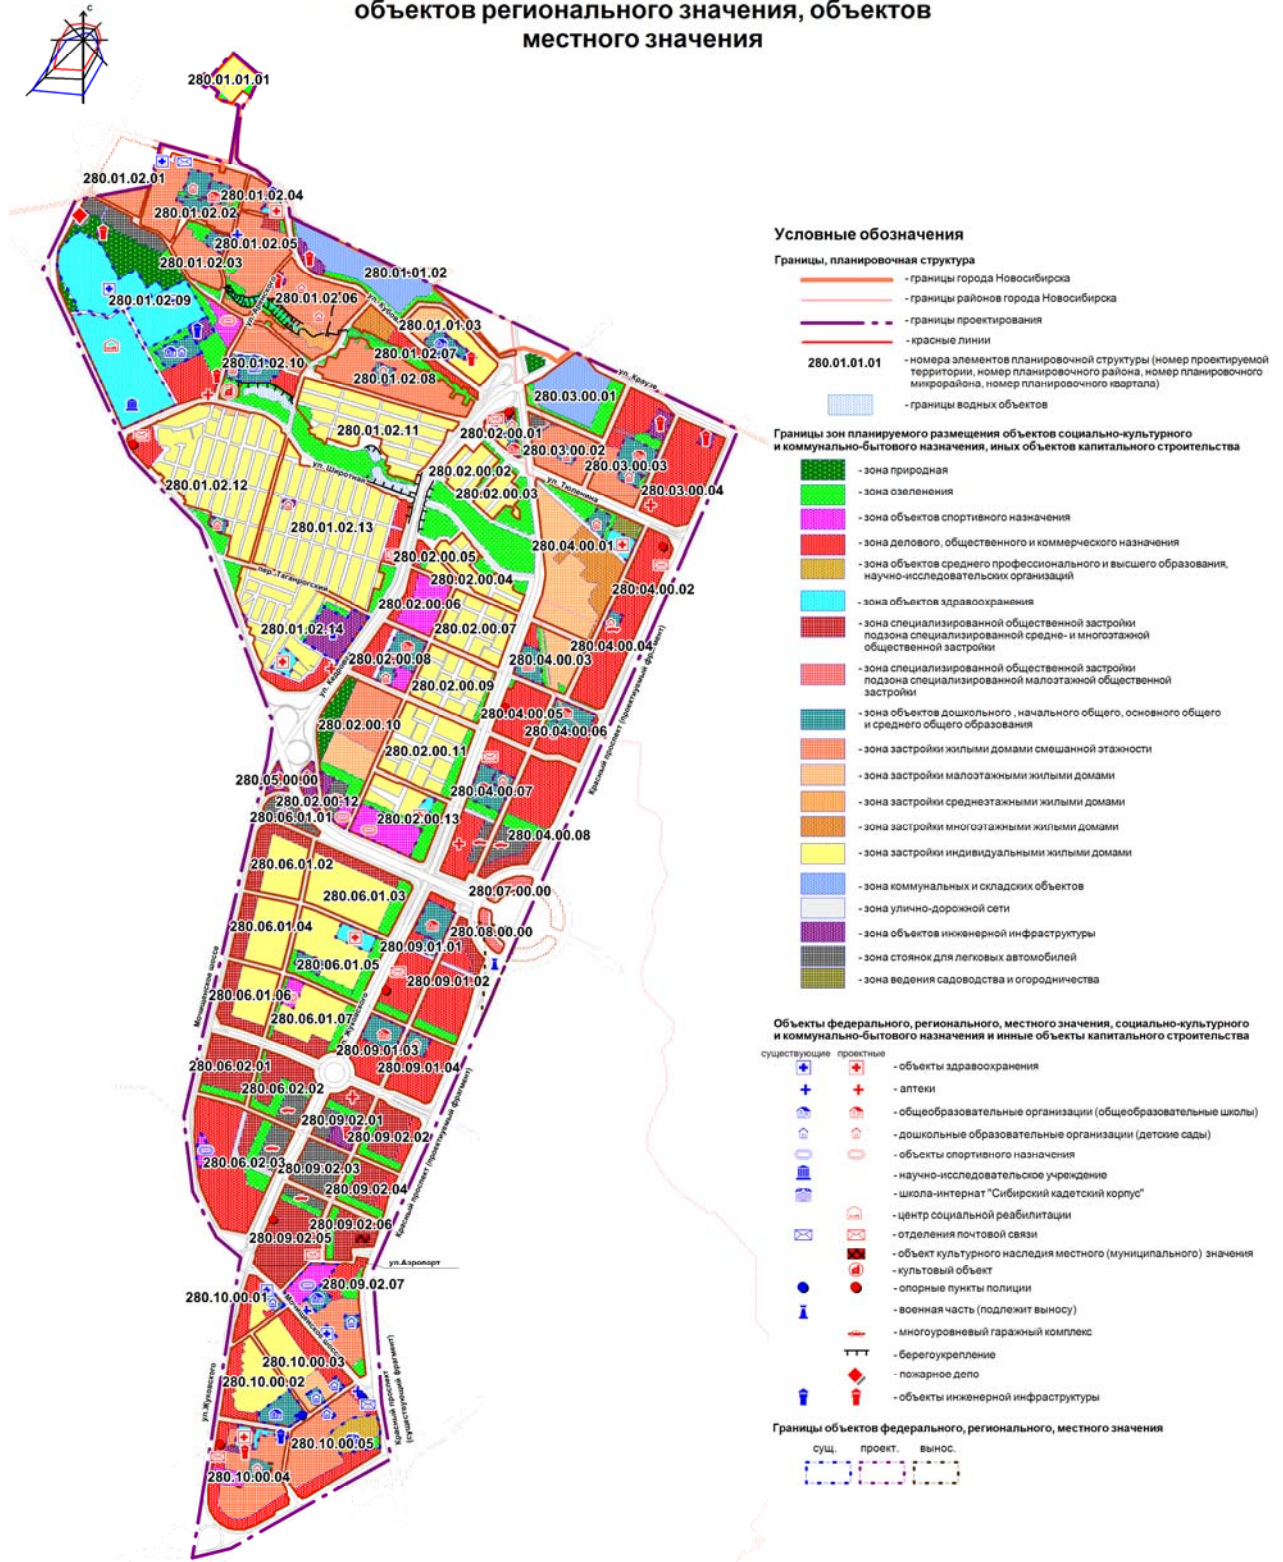 объектов регионального значения, объектов
местного значения
С
280.01.01.01
280.01.02.01
280.01.02.04
280.01.02.02
280.01.02.05
280.01.02.03
280.01.01.02
280.01.02.09
280.01.02.06
ул. Аренского
ул. Кубов
280.01.01.03
280.01.02.07
280.01.02.10
280.01.02.08
ул. Краузе
280.03.00.01
280.01.02.11
280.02.00.01
280.03.00.02
280.02.00.02
280.03.00.03
ул. Широтная
280.01.02.12
280.02.00.03
ул. Тюленина
280.03.00.04
280.01.02.13
280.04.00.01
280.02.00.05
пер. Таганрогский
280.02.00.04
280.04.00.02
280.02.00.06
280.01.02.14
280.02.00.07
280.04.00.04
280.02.00.08
280.04.00.03
ул. Кедровая
280.02.00.09
280.04.00.05
280.02.00.10
280.04.00.06
280.02.00.11
Красный проспект (проектируемый фрагмент)
280.05.00.00
280.04.00.07
280.02.00.12
280.06.01.01
280.02.00.13
280.04.00.08
280.06.01.02
280.07.00.00
280.06.01.03
280.06.01.04
280.08.00.00
280.09.01.01
280.06.01.05
280.09.01.02
280.06.01.06
Мочищенское шоссе
280.06.01.07
ул. Жуковского
280.09.01.03
280.06.02.01
280.09.01.04
280.06.02.02
280.09.02.01
280.09.02.02
280.06.02.03
280.09.02.03
280.09.02.04
Красный проспект (проектируемый фрагмент)
280.09.02.06
280.09.02.05
ул.Аэропорт
280.09.02.07
280.10.00.01
Мочищенское шоссе
280.10.00.03
280.10.00.02
ул.Жуковского
Красный проспект
(существующий фрагмент)
280.10.00.05
280.10.00.04
Условные обозначения
Границы, планировочная структура
- границы города Новосибирска
- границы районов города Новосибирска
- границы проектирования
- красные линии
280.01.01.01
- номера элементов планировочной структуры (номер проектируемой
территории, номер планировочного района, номер планировочного
микрорайона, номер планировочного квартала)
- границы водных объектов
Границы зон планируемого размещения объектов социально-культурного
и коммунально-бытового назначения, иных объектов капитального строительства
- зона природная
- зона озеленения
- зона объектов спортивного назначения
- зона делового, общественного и коммерческого назначения
- зона объектов среднего профессионального и высшего образования,
научно-исследовательских организаций
- зона объектов здравоохранения
- зона специализированной общественной застройки
подзона специализированной средне- и многоэтажной
общественной застройки
- зона специализированной общественной застройки
подзона специализированной малоэтажной общественной
застройки
- зона объектов дошкольного , начального общего, основного общего
и среднего общего образования
- зона застройки жилыми домами смешанной этажности
- зона застройки малоэтажными жилыми домами
- зона застройки среднеэтажными жилыми домами
- зона застройки многоэтажными жилыми домами
- зона застройки индивидуальными жилыми домами
- зона коммунальных и складских объектов
- зона улично-дорожной сети
- зона объектов инженерной инфраструктуры
- зона стоянок для легковых автомобилей
- зона ведения садоводства и огородничества
Объекты федерального, регионального, местного значения, социально-культурного
и коммунально-бытового назначения и инные объекты капитального строительства
существующие проектные
- объекты здравоохранения
- аптеки
- общеобразовательные организации (общеобразовательные школы)
- дошкольные образовательные организации (детские сады)
- объекты спортивного назначения
- научно-исследовательское учреждение
- школа-интернат "Сибирский кадетский корпус"
- центр социальной реабилитации
- отделения почтовой связи
- объект культурного наследия местного (муниципального) значения
- культовый объект
- опорные пункты полиции
- военная часть (подлежит выносу)
- многоуровневый гаражный комплекс
- берегоукрепление
- пожарное депо
- объекты инженерной инфраструктуры
Границы объектов федерального, регионального, местного значения
сущ. проект. вынос.